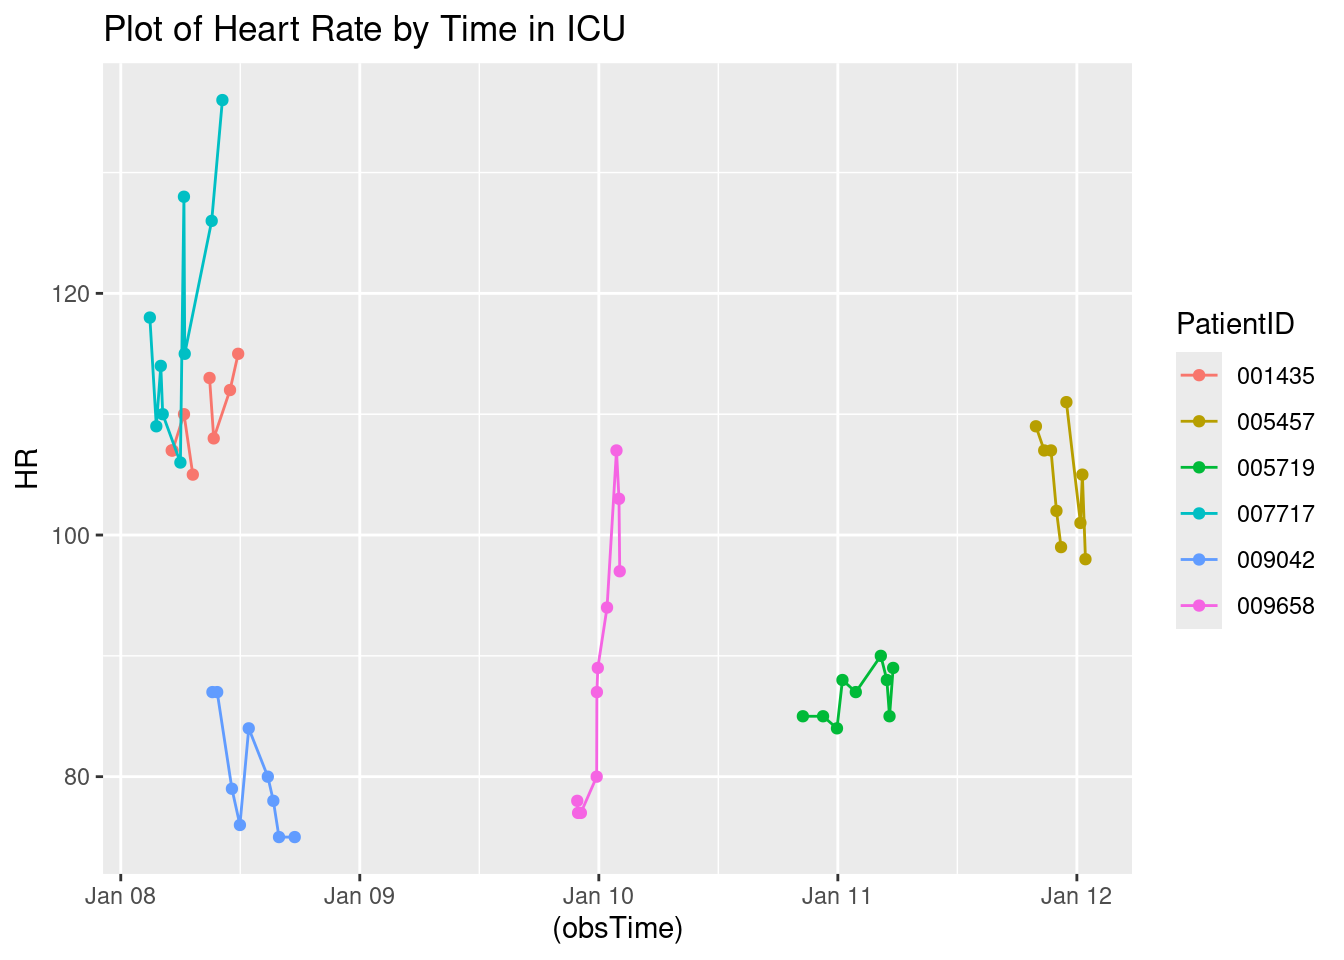 Plot of Heart Rate by Time in ICU
HR
120
100
80
Jan 08 Jan 09 Jan 10 Jan 11 Jan 12
(obsTime)
PatientID
001435
005457
005719
007717
009042
009658